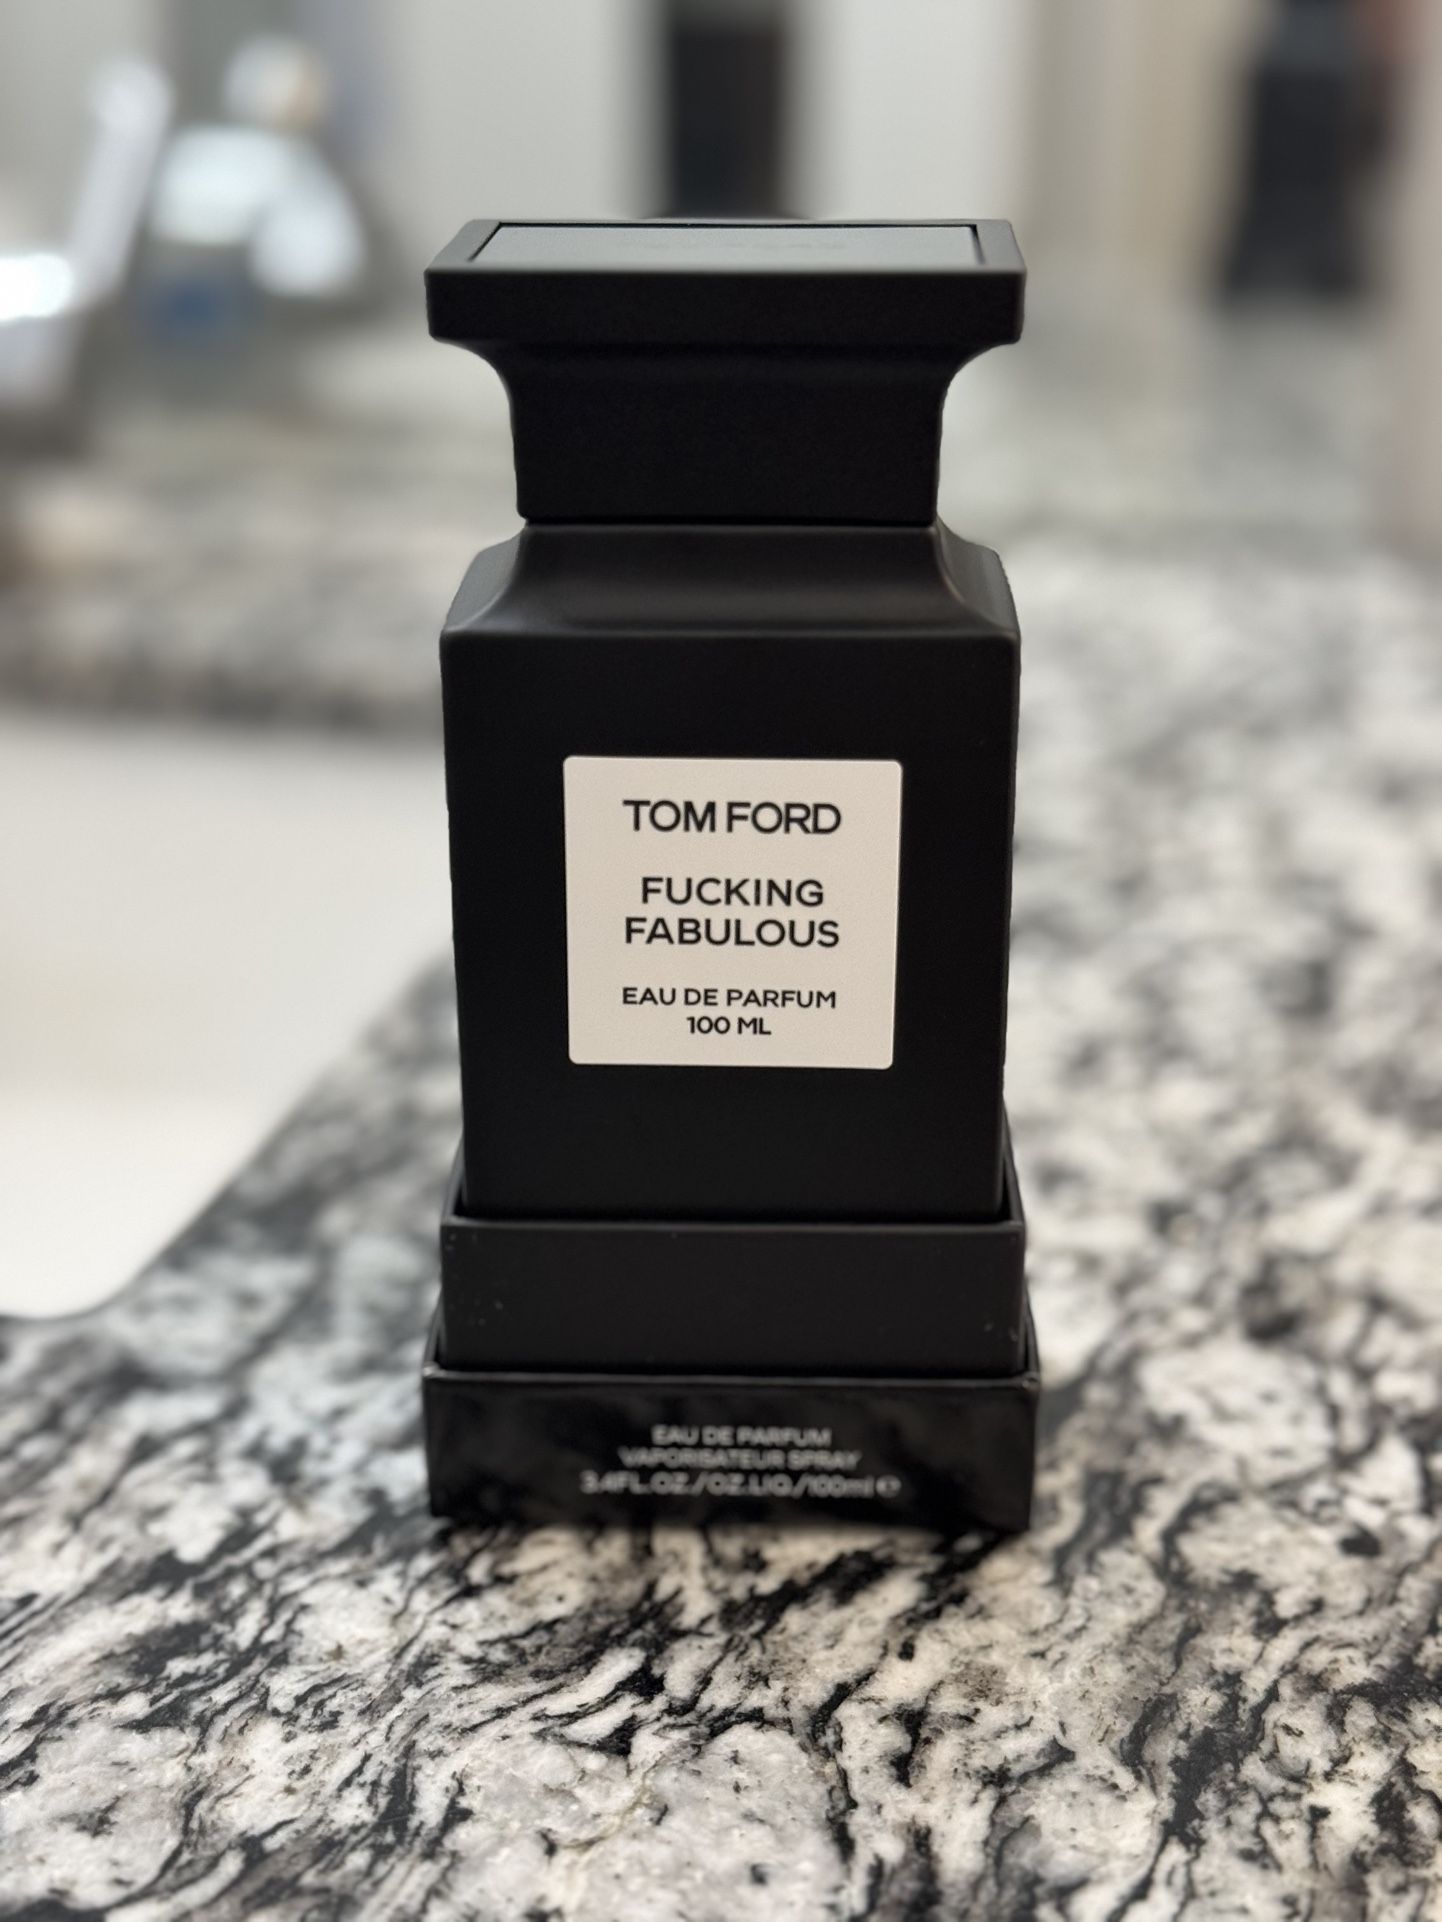 TOM FORD
FUCKING
FABULOUS
EAU DE PARFUM
100 ML
EAU DE PARFUM
VAPORISATEUR SPRAY
3.4FL.OZ./OZ.LIQ./100ml ℮